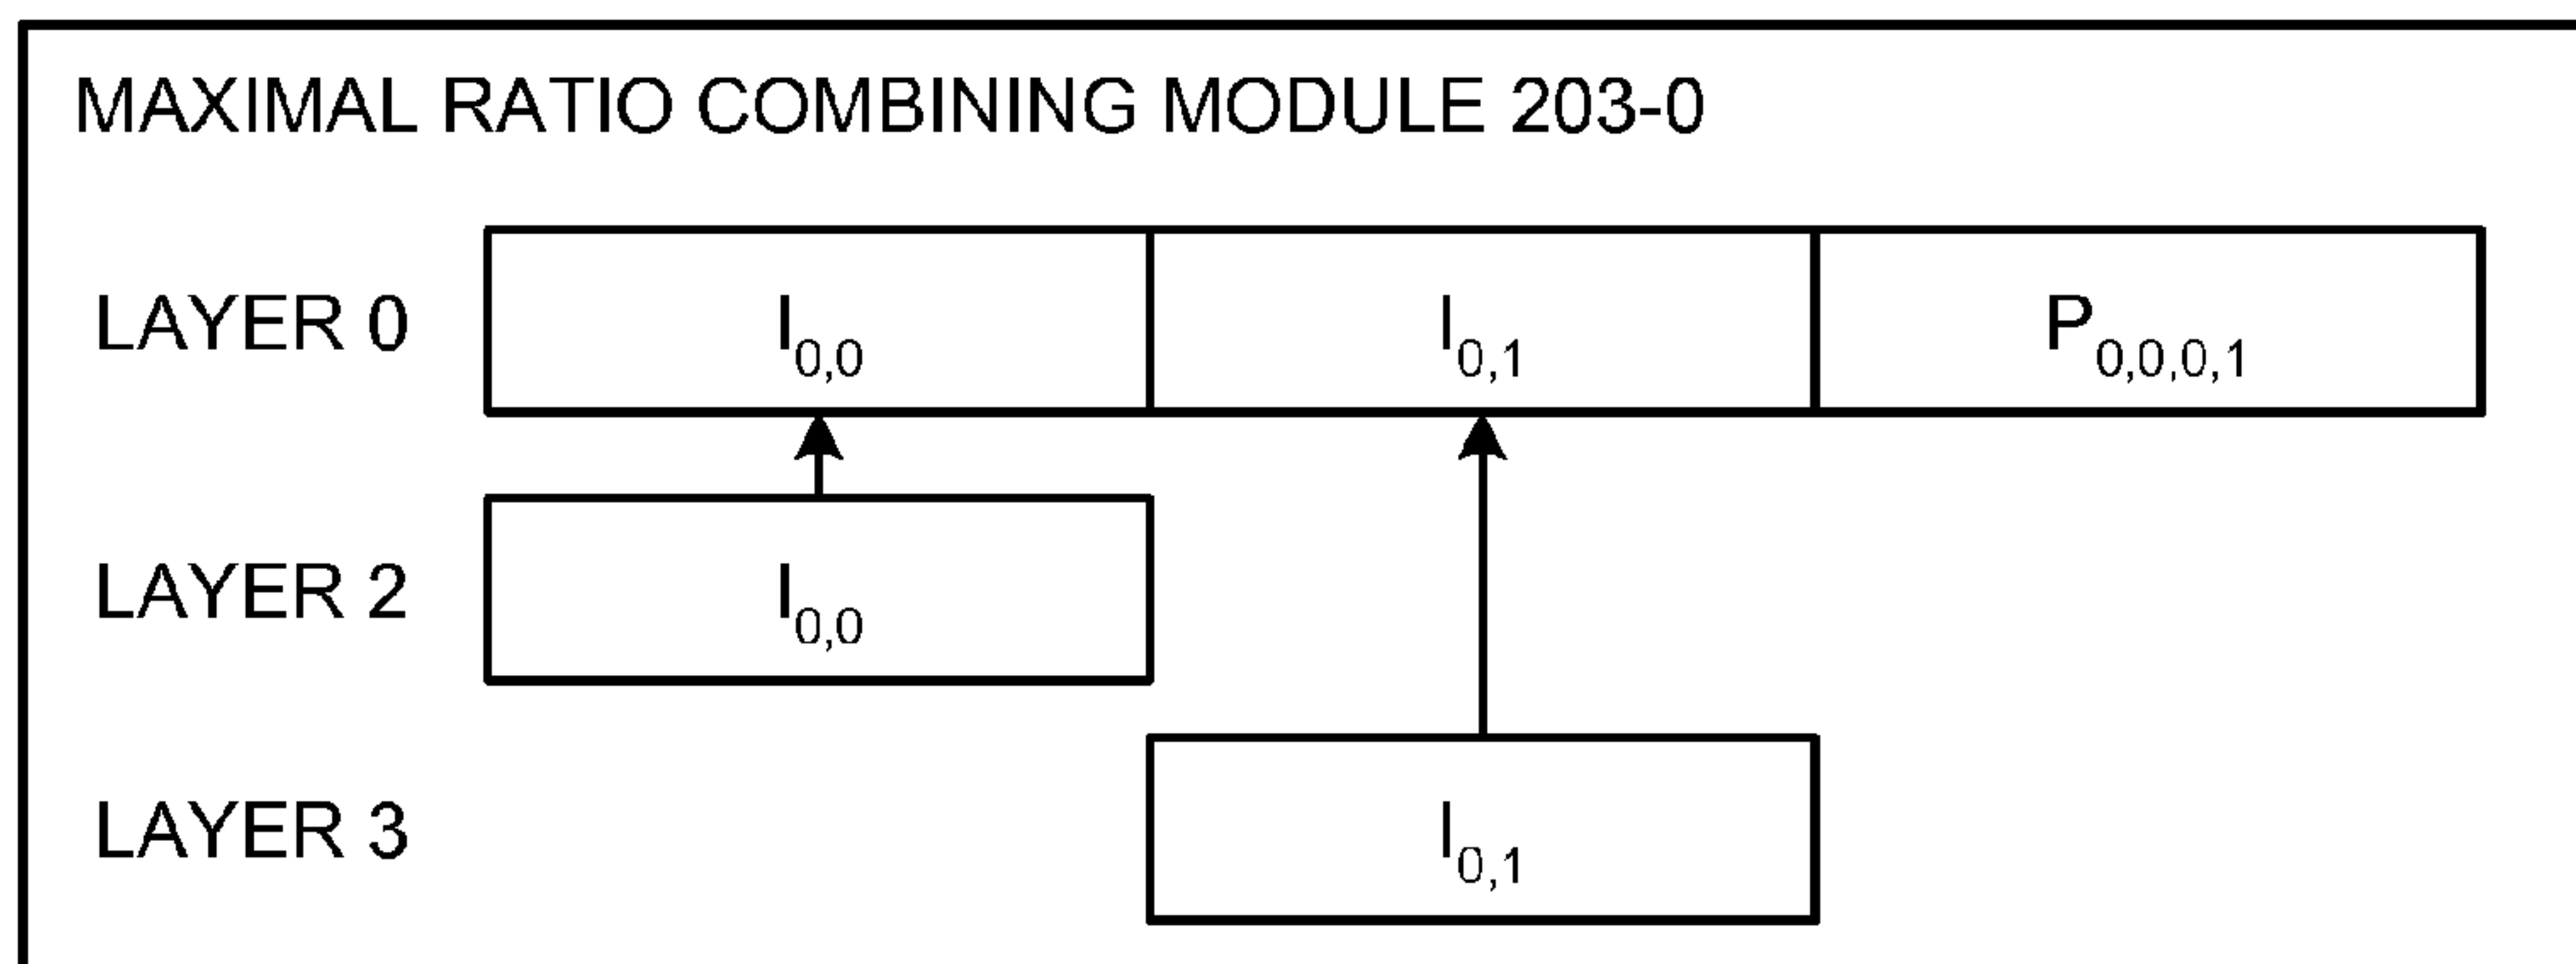 MAXIMAL RATIO COMBINING MODULE 203-0
LAYER 0 I0,0 I0,1 P0,0,0,1
LAYER 2 I0,0
LAYER 3 I0,1